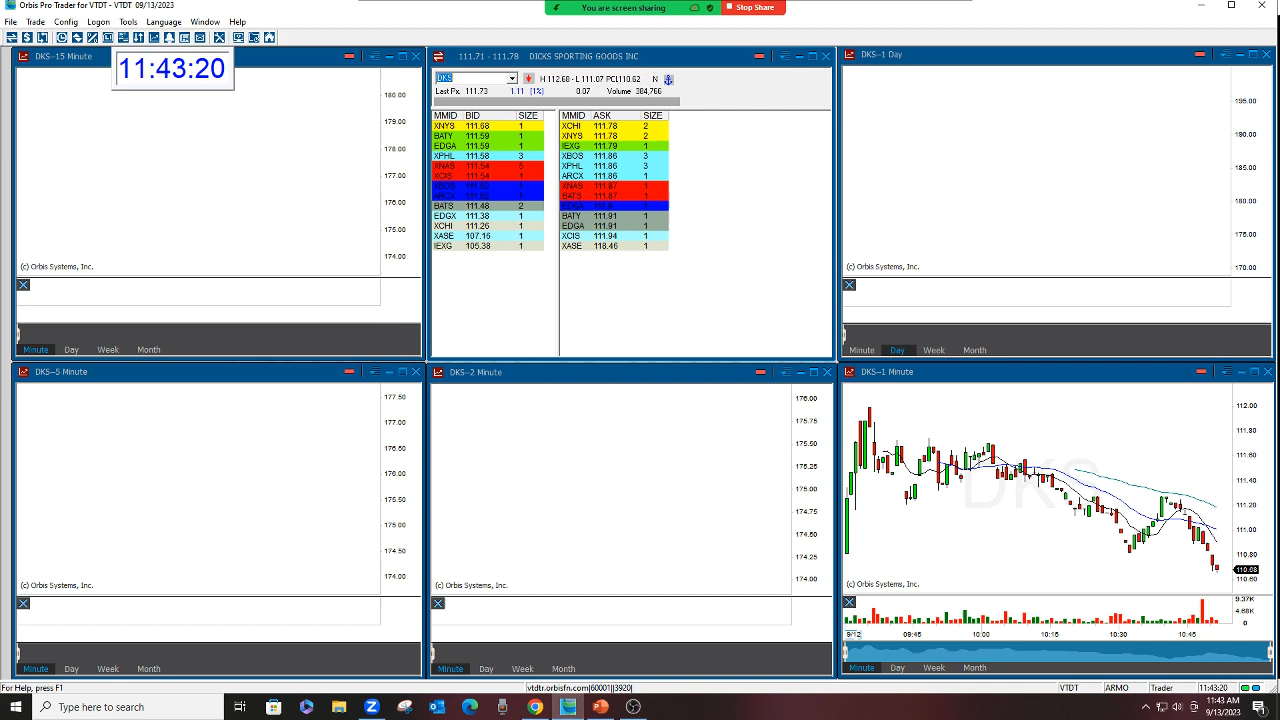 Orbis Pro Trader for VTDT - VTDT 09/13/2023
You are screen sharing
Stop Share
File Trade Config Logon Tools Language Window Help
11:43:20
DKS--15 Minute
180.00
179.00
178.00
177.00
176.00
175.00
174.00
(c) Orbis Systems, Inc.
Minute Day Week Month
111.71 - 111.78 DICKS SPORTING GOODS INC
DKS H 112.68 - L 111.07 PCL110.62 N
Last Px. 111.73 1.11 (1%) 0.07 Volume 384,766
MMID BID SIZE MMID ASK SIZE
XNYS 111.68 1 XCHI 111.78 2
BATY 111.59 1 XNYS 111.78 2
EDGA 111.59 1 IEXG 111.79 1
XPHL 111.58 3 XBOS 111.86 3
XNAS 111.54 5 XPHL 111.86 3
XCIS 111.54 1 ARCX 111.86 1
XBOS 1 XNAS 111.87 1
ARCX 1 BATS 111.87 1
BATS 111.48 2 EDGX 1
EDGX 111.38 1 BATY 111.91 1
XCHI 111.26 1 EDGA 111.91 1
XASE 107.16 1 XCIS 111.94 1
IEXG 105.38 1 XASE 118.46 1
DKS--1 Day
195.00
190.00
185.00
180.00
175.00
170.00
(c) Orbis Systems, Inc.
Minute Day Week Month
DKS--5 Minute
177.50
177.00
176.50
176.00
175.50
175.00
174.50
174.00
(c) Orbis Systems, Inc.
Minute Day Week Month
DKS--2 Minute
176.00
175.75
175.50
175.25
175.00
174.75
174.50
174.25
174.00
(c) Orbis Systems, Inc.
Minute Day Week Month
DKS--1 Minute
DKS
112.00
111.80
111.60
111.40
111.20
111.00
110.80
110.68
110.60
(c) Orbis Systems, Inc.
9.37K
4.68K
0
9/12 09:45 10:00 10:15 10:30 10:45
Minute Day Week Month
For Help, press F1
vtdtr.orbisfn.com|60001||3920|
VTDT ARMO Trader 11:43:20
Type here to search
11:43 AM
9/13/2023